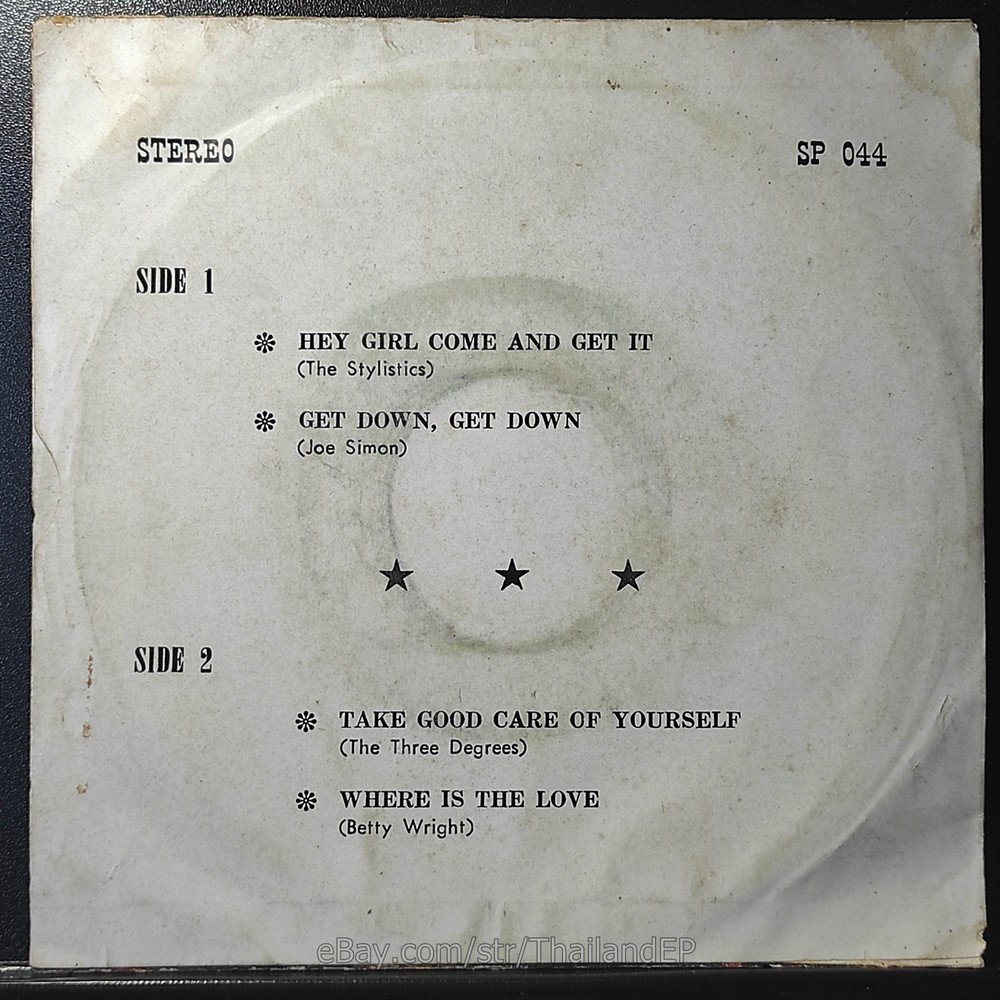 STEREO SP 044
SIDE 1
HEY GIRL COME AND GET IT
(The Stylistics)
GET DOWN, GET DOWN
(Joe Simon)
SIDE 2
TAKE GOOD CARE OF YOURSELF
(The Three Degrees)
WHERE IS THE LOVE
(Betty Wright)
eBay.com/str/ThailandEP